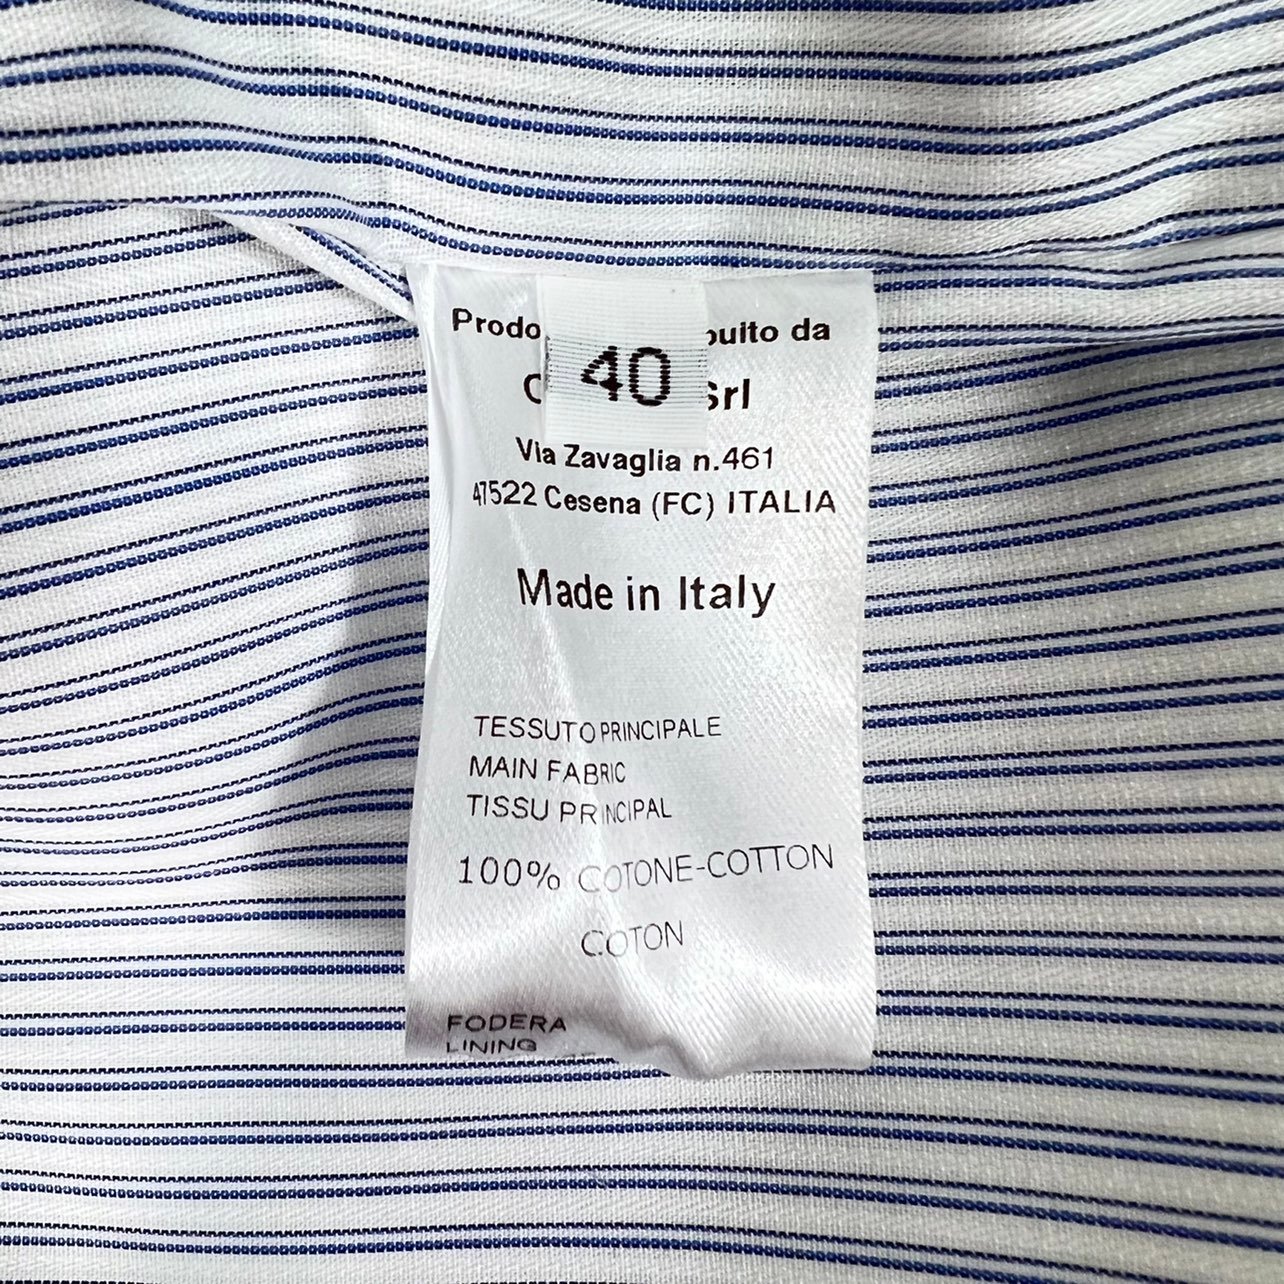 Prodo buito da
40
C Srl
Via Zavaglia n.461
47522 Cesena (FC) ITALIA
Made in Italy
TESSUTO PRINCIPALE
MAIN FABRIC
TISSU PRINCIPAL
100% COTONE-COTTON
COTON
FODERA
LINING